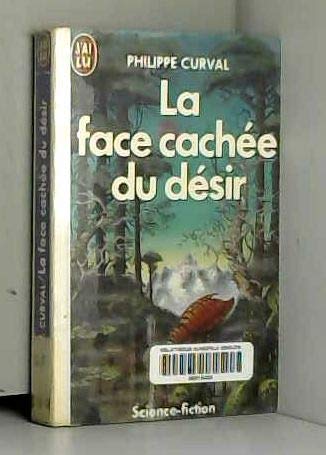 J'AI
LU
PHILIPPE CURVAL
La
face cachée
du désir
Science-fiction
CURVAL/La face cachée du désir